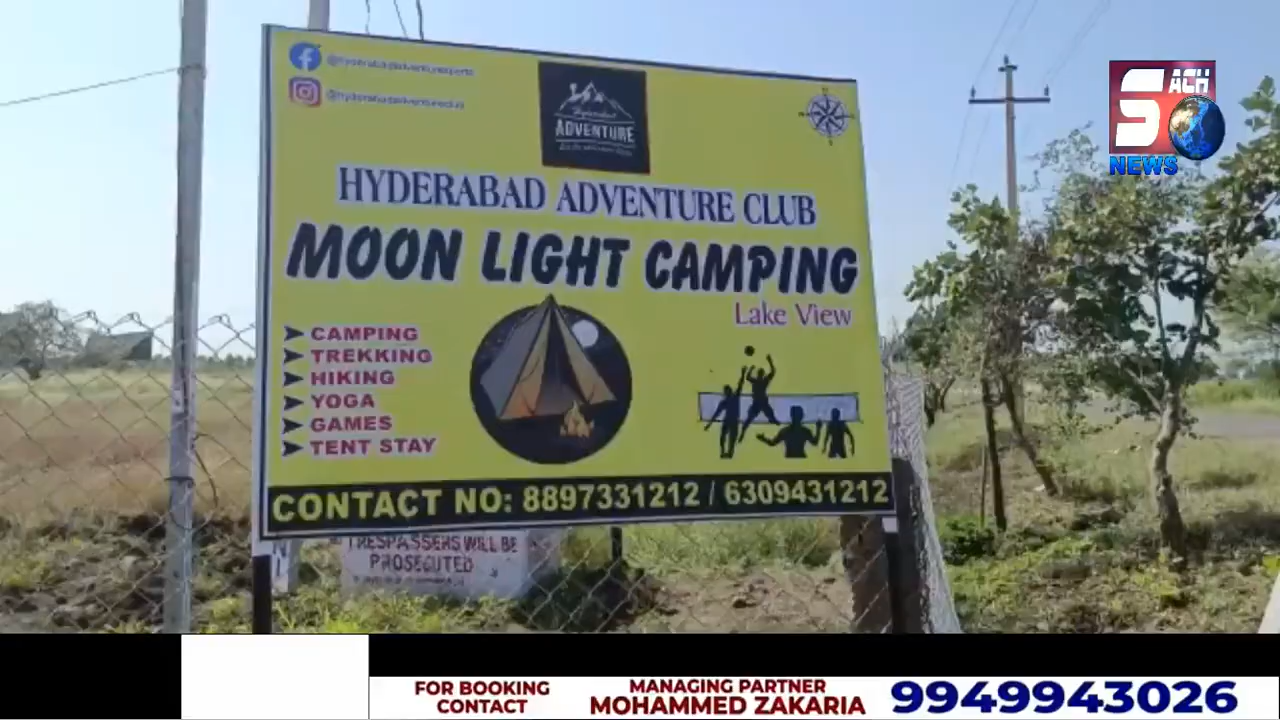 ADVENTURE
HYDERABAD ADVENTURE CLUB
MOON LIGHT CAMPING
Lake View
CAMPING
TREKKING
HIKING
YOGA
GAMES
TENT STAY
CONTACT NO: 8897331212 / 6309431212
TRESPASSERS WILL BE
PROSECUTED
SACH
NEWS
FOR BOOKING
CONTACT
MANAGING PARTNER
MOHAMMED ZAKARIA
9949943026